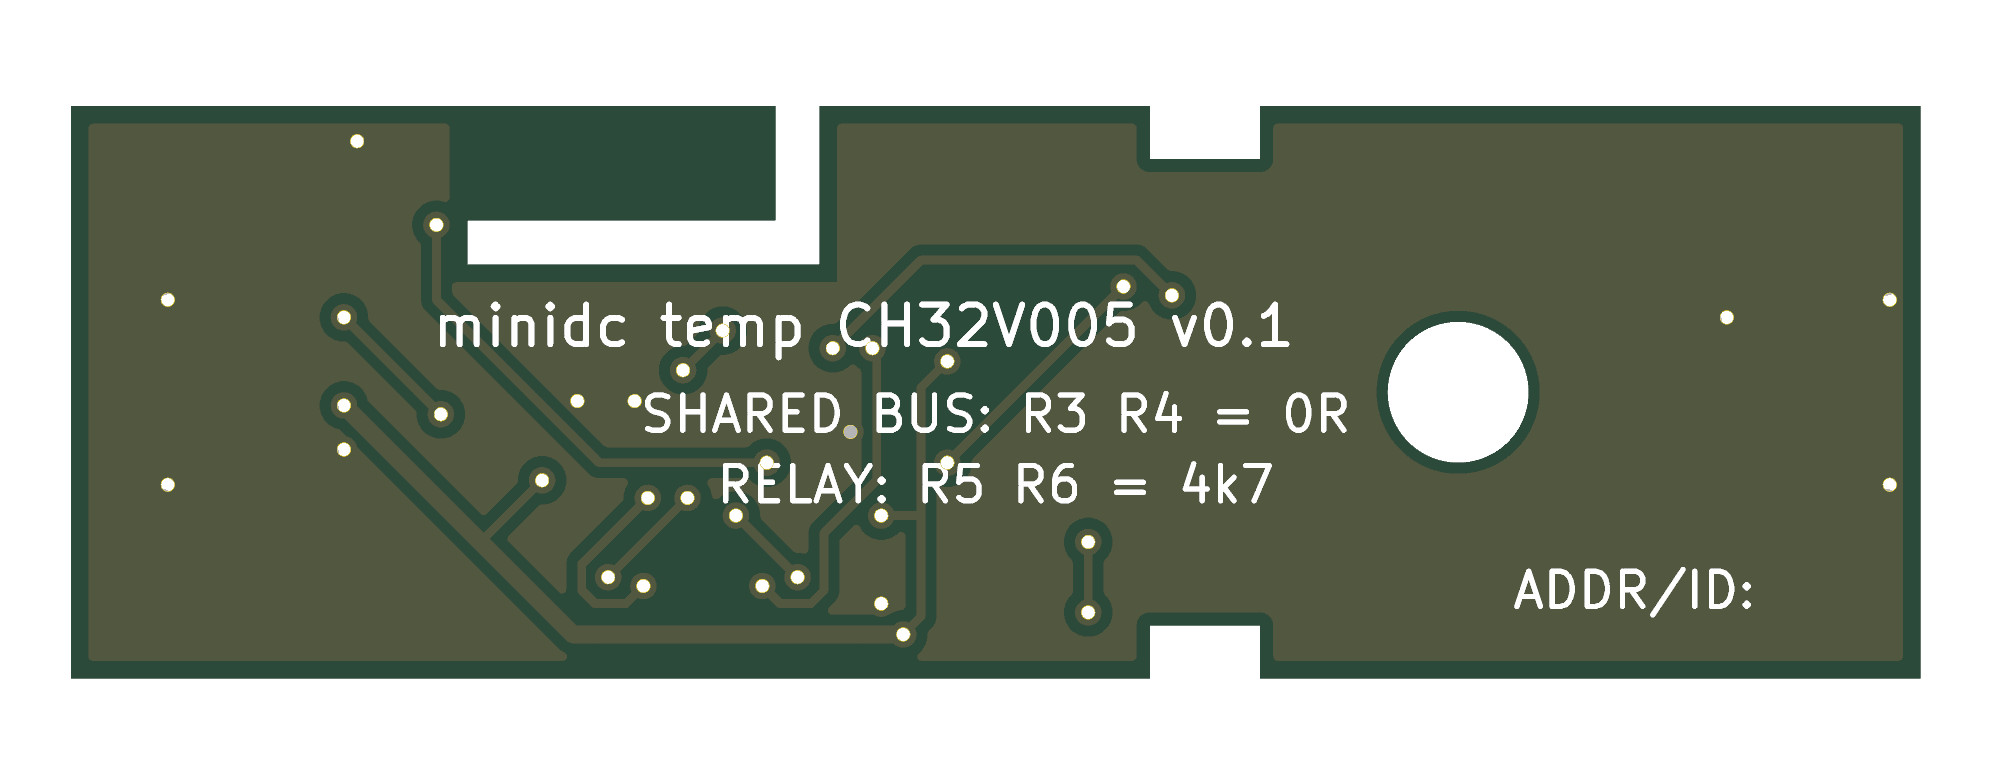 minidc temp CH32V005 v0.1
SHARED BUS: R3 R4 = 0R
RELAY: R5 R6 = 4k7
ADDR/ID: